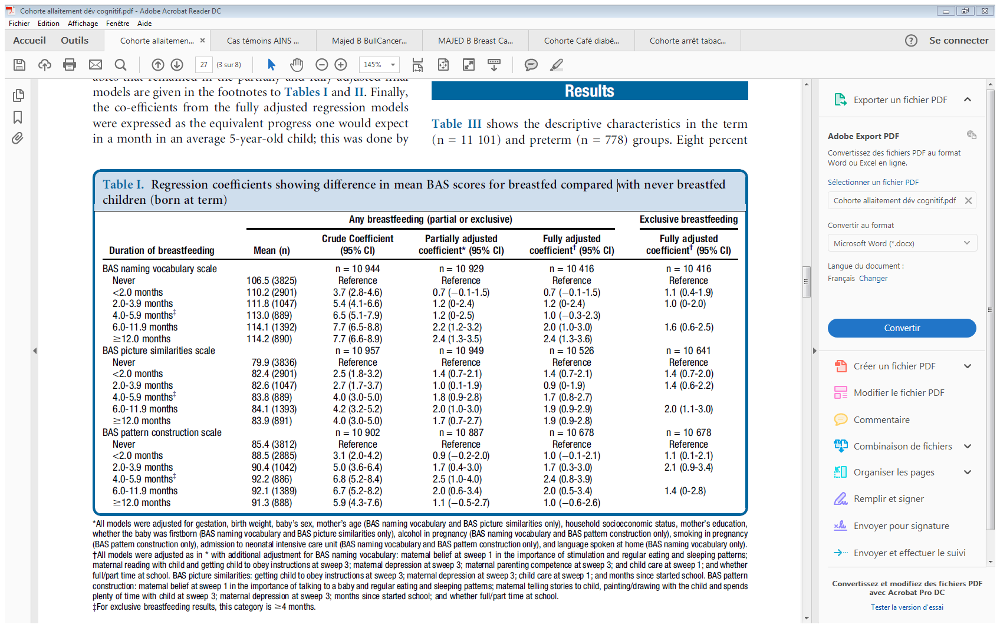 Cohorte allaitement dév cognitif.pdf - Adobe Acrobat Reader DC
Fichier Edition Affichage Fenêtre Aide
Accueil Outils Cohorte allaitemen... × Cas témoins AINS ... Majed B BullCancer... MAJED B Breast Ca... Cohorte Café diabè... Cohorte arrêt tabac... Se connecter
27 (3 sur 8) 145%
ables that remained in the partially and fully adjusted final
models are given in the footnotes to Tables I and II. Finally,
the co-efficients from the fully adjusted regression models
were expressed as the equivalent progress one would expect
in a month in an average 5-year-old child; this was done by
Results
Table III shows the descriptive characteristics in the term
(n = 11 101) and preterm (n = 778) groups. Eight percent
Table I. Regression coefficients showing difference in mean BAS scores for breastfed compared with never breastfed
children (born at term)
Any breastfeeding (partial or exclusive) Exclusive breastfeeding
Crude Coefficient Partially adjusted Fully adjusted Fully adjusted
Duration of breastfeeding Mean (n) (95% CI) coefficient* (95% CI) coefficient† (95% CI) coefficient† (95% CI)
BAS naming vocabulary scale n = 10 944 n = 10 929 n = 10 416 n = 10 416
Never 106.5 (3825) Reference Reference Reference Reference
<2.0 months 110.2 (2901) 3.7 (2.8-4.6) 0.7 (−0.1-1.5) 0.7 (−0.1-1.5) 1.1 (0.4-1.9)
2.0-3.9 months 111.8 (1047) 5.4 (4.1-6.6) 1.2 (0-2.4) 1.2 (0-2.4) 1.0 (0-2.0)
4.0-5.9 months‡ 113.0 (889) 6.5 (5.1-7.9) 1.2 (0-2.5) 1.0 (−0.3-2.3)
6.0-11.9 months 114.1 (1392) 7.7 (6.5-8.8) 2.2 (1.2-3.2) 2.0 (1.0-3.0) 1.6 (0.6-2.5)
≥12.0 months 114.2 (890) 7.7 (6.6-8.9) 2.4 (1.3-3.5) 2.4 (1.3-3.6)
BAS picture similarities scale n = 10 957 n = 10 949 n = 10 526 n = 10 641
Never 79.9 (3836) Reference Reference Reference Reference
<2.0 months 82.4 (2901) 2.5 (1.8-3.2) 1.4 (0.7-2.1) 1.4 (0.7-2.1) 1.4 (0.7-2.0)
2.0-3.9 months 82.6 (1047) 2.7 (1.7-3.7) 1.0 (0.1-1.9) 0.9 (0-1.9) 1.4 (0.6-2.2)
4.0-5.9 months‡ 83.8 (889) 4.0 (3.0-5.0) 1.8 (0.9-2.8) 1.7 (0.8-2.7)
6.0-11.9 months 84.1 (1393) 4.2 (3.2-5.2) 2.0 (1.0-3.0) 1.9 (0.9-2.9) 2.0 (1.1-3.0)
≥12.0 months 83.9 (891) 4.0 (3.0-5.0) 1.7 (0.7-2.7) 1.9 (0.9-2.8)
BAS pattern construction scale n = 10 902 n = 10 887 n = 10 678 n = 10 678
Never 85.4 (3812) Reference Reference Reference Reference
<2.0 months 88.5 (2885) 3.1 (2.0-4.2) 0.9 (−0.2-2.0) 1.0 (−0.1-2.1) 1.1 (0.1-2.1)
2.0-3.9 months 90.4 (1042) 5.0 (3.6-6.4) 1.7 (0.4-3.0) 1.7 (0.3-3.0) 2.1 (0.9-3.4)
4.0-5.9 months‡ 92.2 (886) 6.8 (5.2-8.4) 2.5 (1.0-4.0) 2.4 (0.8-3.9)
6.0-11.9 months 92.1 (1389) 6.7 (5.2-8.2) 2.0 (0.6-3.4) 2.0 (0.5-3.4) 1.4 (0-2.8)
≥12.0 months 91.3 (888) 5.9 (4.3-7.6) 1.1 (−0.5-2.7) 1.0 (−0.6-2.6)
*All models were adjusted for gestation, birth weight, baby's sex, mother's age (BAS naming vocabulary and BAS picture similarities only), household socioeconomic status, mother's education,
whether the baby was firstborn (BAS naming vocabulary and BAS picture similarities only), alcohol in pregnancy (BAS naming vocabulary and BAS pattern construction only), smoking in pregnancy
(BAS pattern construction only), admission to neonatal intensive care unit (BAS naming vocabulary and BAS pattern construction only), and language spoken at home (BAS naming vocabulary only).
†All models were adjusted as in * with additional adjustment for BAS naming vocabulary: maternal belief at sweep 1 in the importance of stimulation and regular eating and sleeping patterns;
maternal reading with child and getting child to obey instructions at sweep 3; maternal depression at sweep 3; maternal parenting competence at sweep 3; and child care at sweep 1; and whether
full/part time at school. BAS picture similarities: getting child to obey instructions at sweep 3; maternal depression at sweep 3; child care at sweep 1; and months since started school. BAS pattern
construction: maternal belief at sweep 1 in the importance of talking to a baby and regular eating and sleeping patterns; maternal telling stories to child, painting/drawing with the child and spends
plenty of time with child at sweep 3; maternal depression at sweep 3; months since started school; and whether full/part time at school.
‡For exclusive breastfeeding results, this category is ≥4 months.
Exporter un fichier PDF
Adobe Export PDF
Convertissez des fichiers PDF au format
Word ou Excel en ligne.
Sélectionner un fichier PDF
Cohorte allaitement dév cognitif.pdf
Convertir au format
Microsoft Word (*.docx)
Langue du document :
Français Changer
Convertir
Créer un fichier PDF
Modifier le fichier PDF
Commentaire
Combinaison de fichiers
Organiser les pages
Remplir et signer
Envoyer pour signature
Envoyer et effectuer le suivi
Convertissez et modifiez des fichiers PDF
avec Acrobat Pro DC
Tester la version d'essai